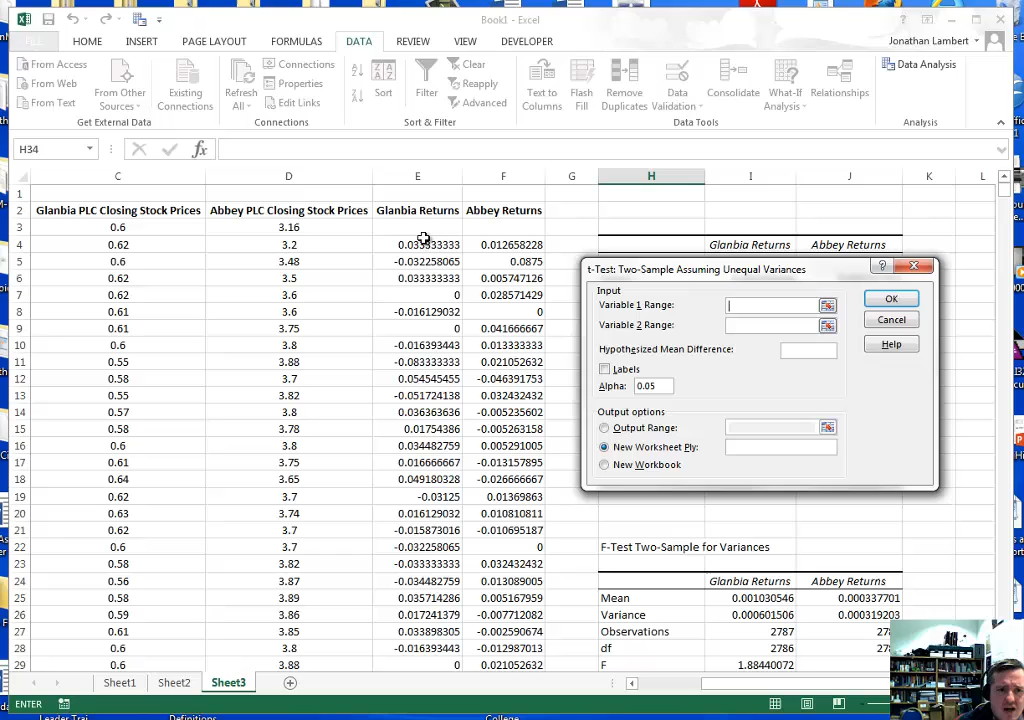 Book1 - Excel
FILE HOME INSERT PAGE LAYOUT FORMULAS DATA REVIEW VIEW DEVELOPER Jonathan Lambert
From Access
From Web
From Text
From Other Sources
Existing Connections
Get External Data
Refresh All
Connections
Properties
Edit Links
Connections
Sort
Filter
Clear
Reapply
Advanced
Sort & Filter
Text to Columns
Flash Fill
Remove Duplicates
Data Validation
Consolidate
What-If Analysis
Relationships
Data Tools
Data Analysis
Analysis
H34
fx
C D E F G H I J K L
1
2 Glanbia PLC Closing Stock Prices Abbey PLC Closing Stock Prices Glanbia Returns Abbey Returns
3 0.6 3.16
4 0.62 3.2 0.033333333 0.012658228 Glanbia Returns Abbey Returns
5 0.6 3.48 -0.032258065 0.0875
6 0.62 3.5 0.033333333 0.005747126
7 0.62 3.6 0 0.028571429
8 0.61 3.6 -0.016129032 0
9 0.61 3.75 0 0.041666667
10 0.6 3.8 -0.016393443 0.013333333
11 0.55 3.88 -0.083333333 0.021052632
12 0.58 3.7 0.054545455 -0.046391753
13 0.55 3.82 -0.051724138 0.032432432
14 0.57 3.8 0.036363636 -0.005235602
15 0.58 3.78 0.01754386 -0.005263158
16 0.6 3.8 0.034482759 0.005291005
17 0.61 3.75 0.016666667 -0.013157895
18 0.64 3.65 0.049180328 -0.026666667
19 0.62 3.7 -0.03125 0.01369863
20 0.63 3.74 0.016129032 0.010810811
21 0.62 3.7 -0.015873016 -0.010695187
22 0.6 3.7 -0.032258065 0 F-Test Two-Sample for Variances
23 0.58 3.82 -0.033333333 0.032432432
24 0.56 3.87 -0.034482759 0.013089005 Glanbia Returns Abbey Returns
25 0.58 3.89 0.035714286 0.005167959 Mean 0.001030546 0.000337701
26 0.59 3.86 0.017241379 -0.007712082 Variance 0.000601506 0.000319203
27 0.61 3.85 0.033898305 -0.002590674 Observations 2787
28 0.6 3.8 -0.016393443 -0.012987013 df 2786
29 0.6 3.88 0 0.021052632 F 1.88440072
t-Test: Two-Sample Assuming Unequal Variances
Input
Variable 1 Range:
Variable 2 Range:
Hypothesized Mean Difference:
Labels
Alpha: 0.05
Output options
Output Range:
New Worksheet Ply:
New Workbook
OK
Cancel
Help
Sheet1 Sheet2 Sheet3
ENTER
Leader Trai Definitions College